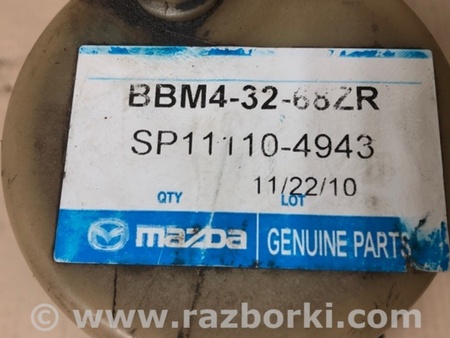 BBM4-32-68ZR
SP11110-4943
11/22/10
QTY LOT
mazda GENUINE PARTS
© www.razborki.com